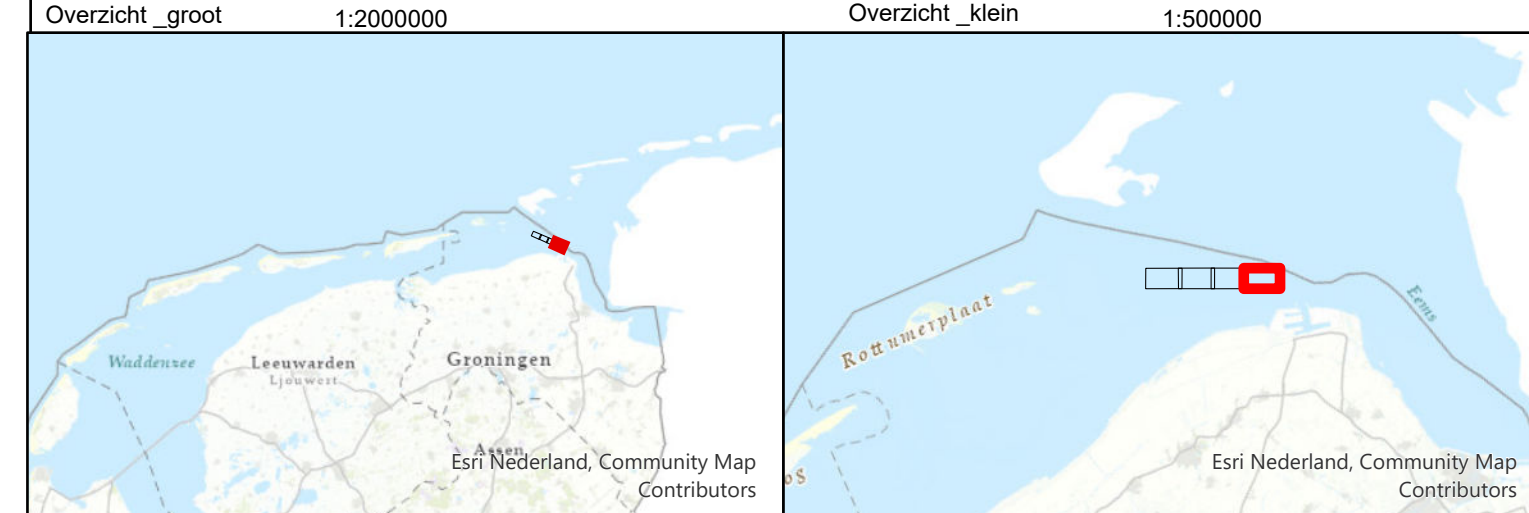 Overzicht _groot 1:2000000
Overzicht _klein 1:500000
Waddenzee
Leeuwarden
Ljouwert
Groningen
Assen
Esri Nederland, Community Map
Contributors
Eems
Rottumerplaat
os
Esri Nederland, Community Map
Contributors